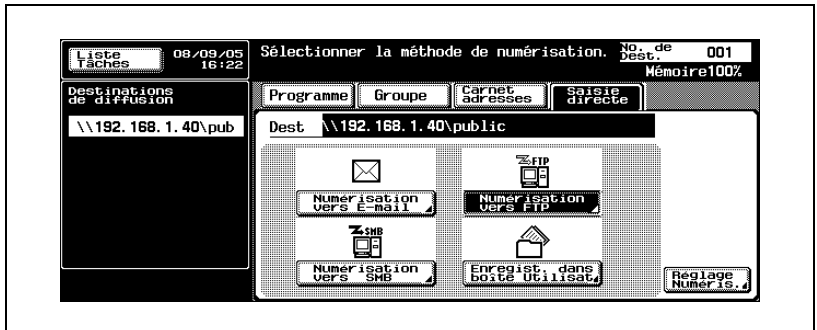 Liste
Tâches
08/09/05
16:22
Sélectionner la méthode de numérisation.
No. de
Dest.
001
Mémoire100%
Destinations
de diffusion
\\192.168.1.40\pub
Programme
Groupe
Carnet
adresses
Saisie
directe
Dest \\192.168.1.40\public
Numérisation
vers E-mail
FTP
Numérisation
vers FTP
SMB
Numérisation
vers SMB
Enregist. dans
boîte Utilisat.
Réglage
Numéris.